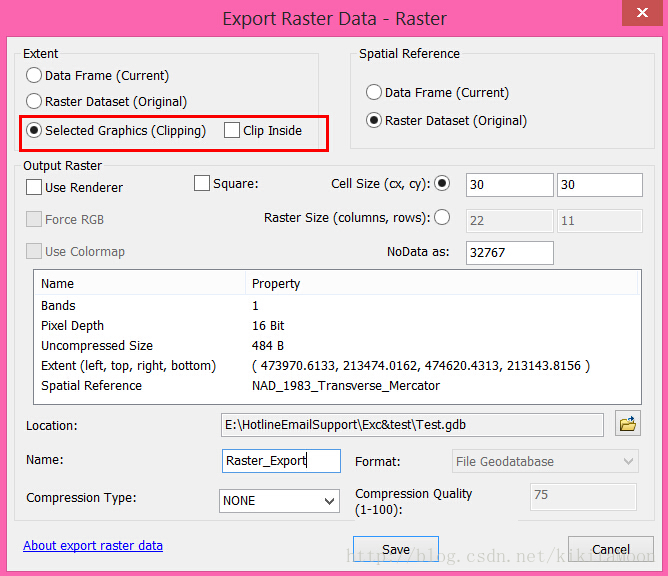 Export Raster Data - Raster
Extent
Data Frame (Current)
Raster Dataset (Original)
Selected Graphics (Clipping) Clip Inside
Spatial Reference
Data Frame (Current)
Raster Dataset (Original)
Output Raster
Use Renderer Square: Cell Size (cx, cy): 30 30
Force RGB Raster Size (columns, rows): 22 11
Use Colormap NoData as: 32767
Name Property
Bands 1
Pixel Depth 16 Bit
Uncompressed Size 484 B
Extent (left, top, right, bottom) ( 473970.6133, 213474.0162, 474620.4313, 213143.8156 )
Spatial Reference NAD_1983_Transverse_Mercator
Location: E:\HotlineEmailSupport\Exc&test\Test.gdb
Name: Raster_Export Format: File Geodatabase
Compression Type: NONE Compression Quality (1-100): 75
About export raster data Save Cancel